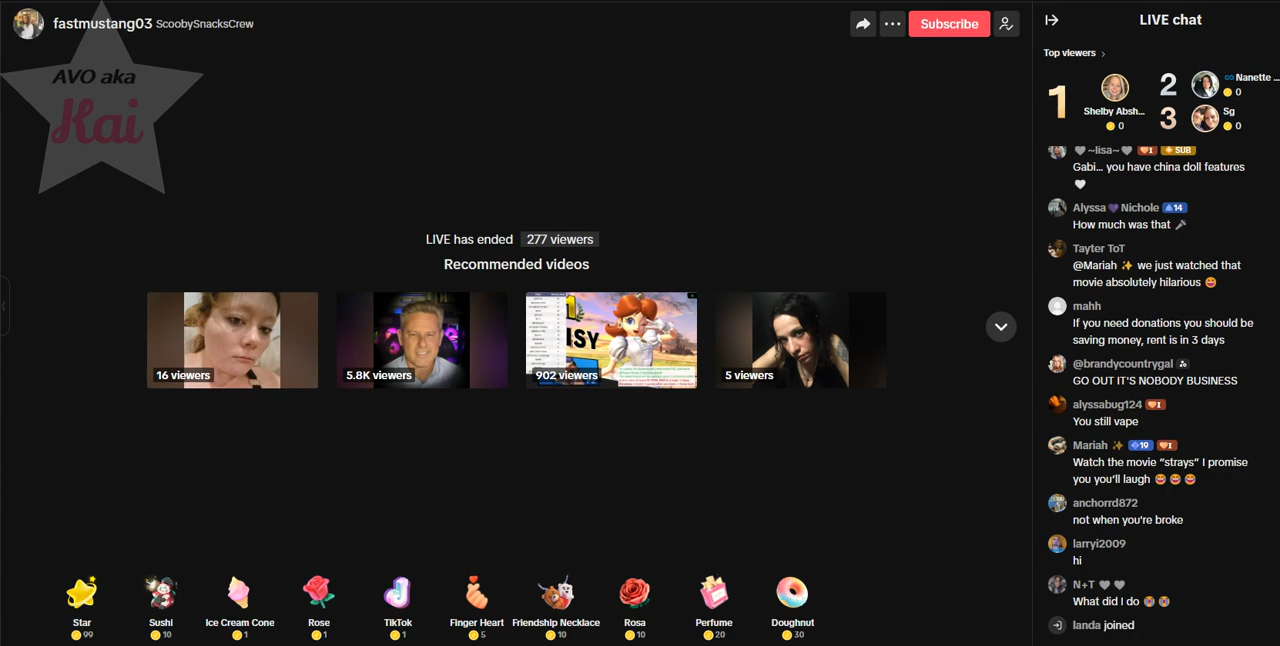 fastmustang03 ScoobySnacksCrew
Subscribe
AVO aka
Kai
LIVE has ended 277 viewers
Recommended videos
16 viewers
5.8K viewers
902 viewers
5 viewers
Star
99
Sushi
10
Ice Cream Cone
1
Rose
1
TikTok
1
Finger Heart
5
Friendship Necklace
10
Rosa
10
Perfume
20
Doughnut
30
LIVE chat
Top viewers
1
Shelby Absh...
0
2
Nanette ...
0
3
Sg
0
~lisa~ I SUB
Gabi... you have china doll features
Alyssa Nichole 14
How much was that
Tayter ToT
@Mariah ✨ we just watched that
movie absolutely hilarious 😆
mahh
If you need donations you should be
saving money, rent is in 3 days
@brandycountrygal
GO OUT IT'S NOBODY BUSINESS
alyssabug124 I
You still vape
Mariah ✨ 19 I
Watch the movie "strays" I promise
you you'll laugh 😆 😆 😆
anchorrd872
not when you're broke
larryi2009
hi
N+T
What did I do 😭 😭
landa joined